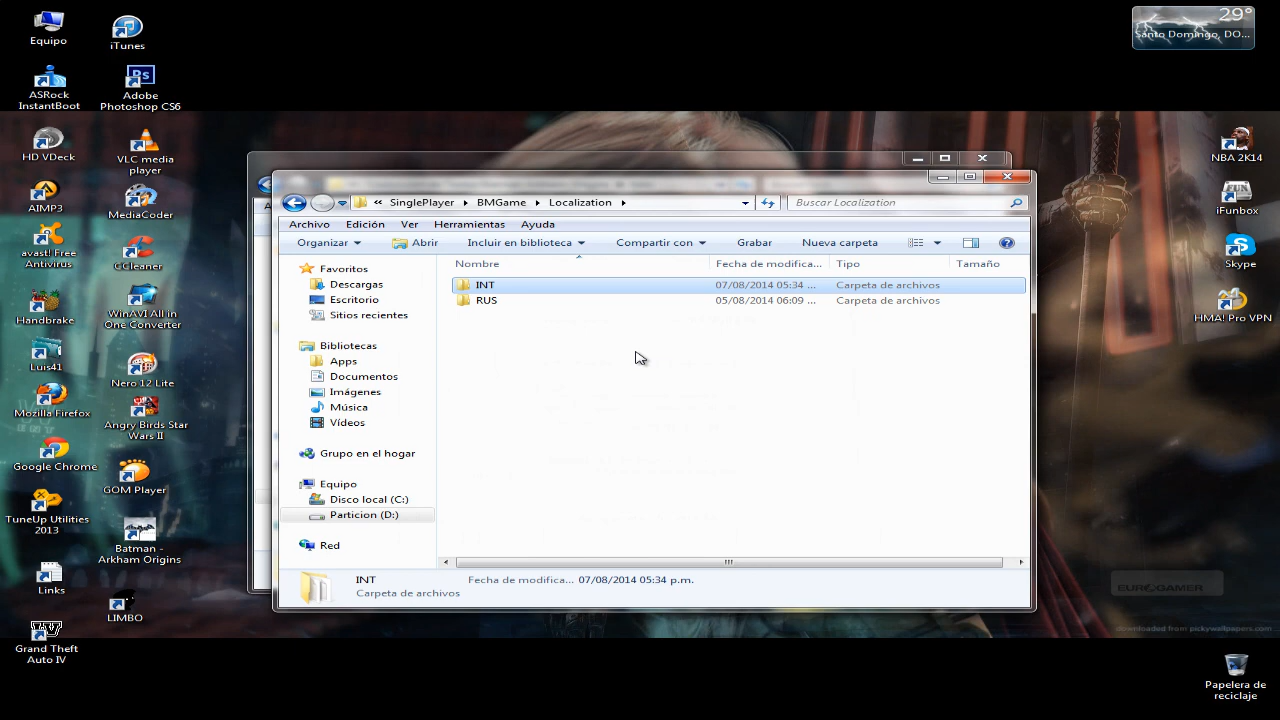 Equipo
iTunes
ASRock
InstantBoot
Adobe
Photoshop CS6
HD VDeck
VLC media
player
AIMP3
MediaCoder
avast! Free
Antivirus
CCleaner
Handbrake
WinAVI All in
One Converter
Luis41
Nero 12 Lite
Mozilla Firefox
Angry Birds Star
Wars II
Google Chrome
GOM Player
TuneUp Utilities
2013
Batman -
Arkham Origins
Links
LIMBO
Grand Theft
Auto IV
« SinglePlayer BMGame Localization
Buscar Localization
Archivo Edición Ver Herramientas Ayuda
Organizar Abrir Incluir en biblioteca Compartir con Grabar Nueva carpeta
Nombre Fecha de modifica... Tipo Tamaño
INT 07/08/2014 05:34 ... Carpeta de archivos
RUS 05/08/2014 06:09 ... Carpeta de archivos
Favoritos
Descargas
Escritorio
Sitios recientes
Bibliotecas
Apps
Documentos
Imágenes
Música
Vídeos
Grupo en el hogar
Equipo
Disco local (C:)
Particion (D:)
Red
INT Fecha de modifica... 07/08/2014 05:34 p.m.
Carpeta de archivos
29°
Santo Domingo, DO...
NBA 2K14
iFunbox
Skype
HMA! Pro VPN
EUROGAMER
downloaded from pickywallpapers.com
Papelera de
reciclaje